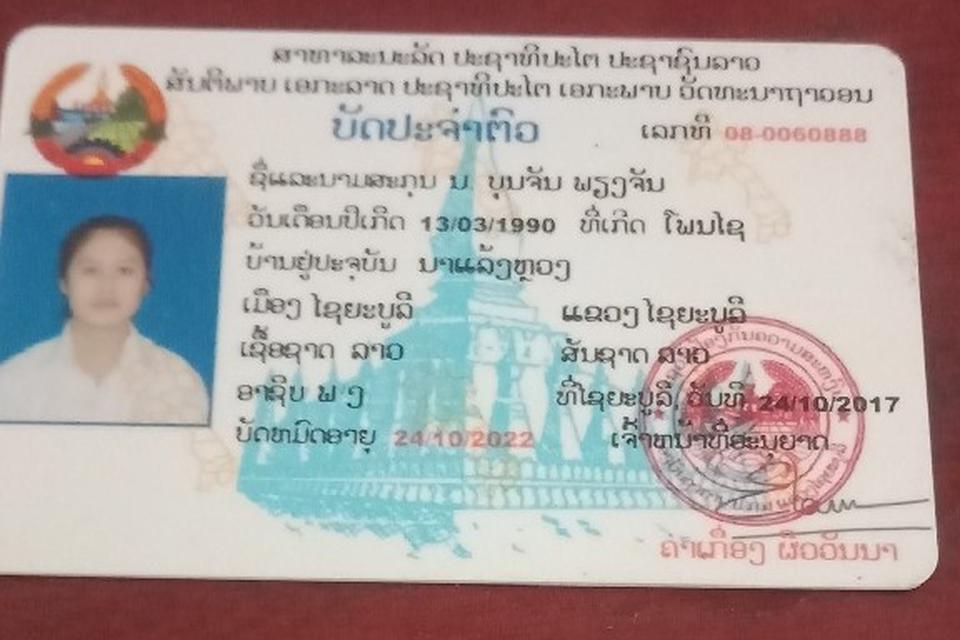 ສາທາລະນະລັດ ປະຊາທິປະໄຕ ປະຊາຊົນລາວ
ສັນຕິພາບ ເອກະລາດ ປະຊາທິປະໄຕ ເອກະພາບ ວັດທະນາຖາວອນ
ບັດປະຈຳຕົວ ເລກທີ 08-0060888
ຊື່ແລະນາມສະກຸນ ນ. ບຸນຈັນ ພຽງຈັນ
ວັນເດືອນປີເກີດ 13/03/1990 ທີ່ເກີດ ໂພນໄຊ
ບ້ານຢູ່ປະຈຸບັນ ນາແລ້ງຫຼວງ
ເມືອງ ໄຊຍະບູລີ ແຂວງ ໄຊຍະບູລີ
ເຊື້ອຊາດ ລາວ ສັນຊາດ ລາວ
ອາຊີບ ພ ງ ທີ່ໄຊຍະບູລີ, ວັນທີ 24/10/2017
ບັດຫມົດອາຍຸ 24/10/2022 ເຈົ້າຫນ້າທີ່ອະນຸຍາດ
ຄຳເກື່ອງ ຜິວວັນນາ